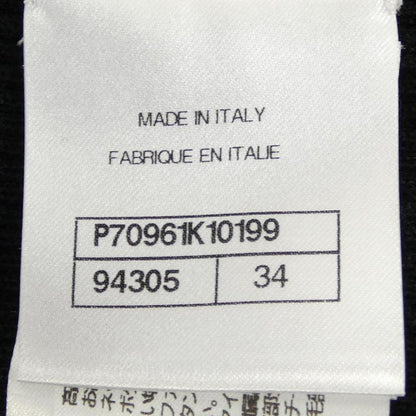 MADE IN ITALY
FABRIQUE EN ITALIE
P70961K10199
94305 34